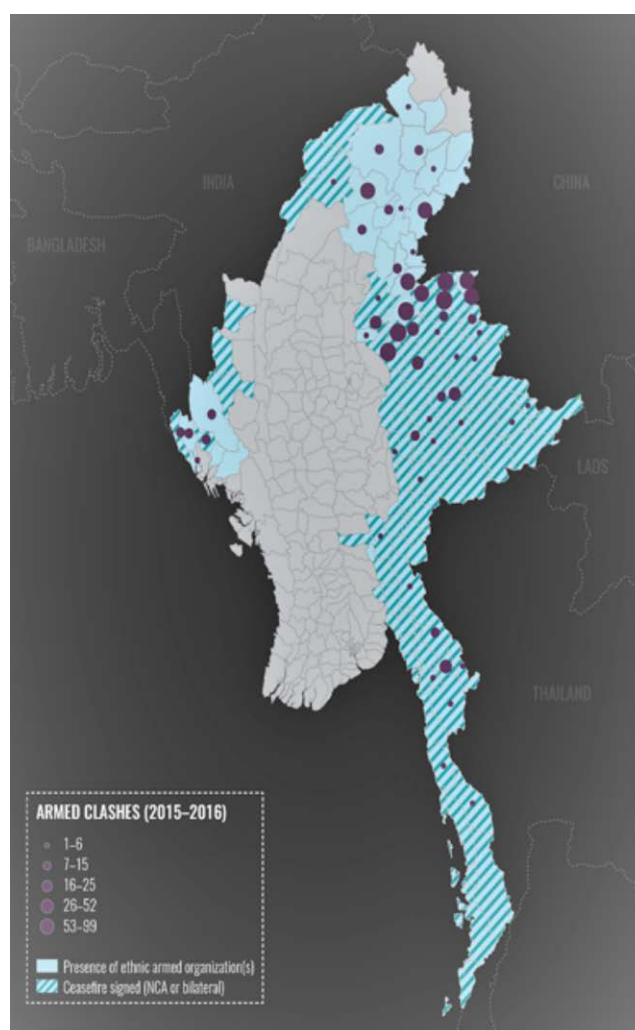 INDIA
CHINA
BANGLADESH
LAOS
THAILAND
ARMED CLASHES (2015–2016)
1–6
7–15
16–25
26–52
53–99
Presence of ethnic armed organization(s)
Ceasefire signed (NCA or bilateral)